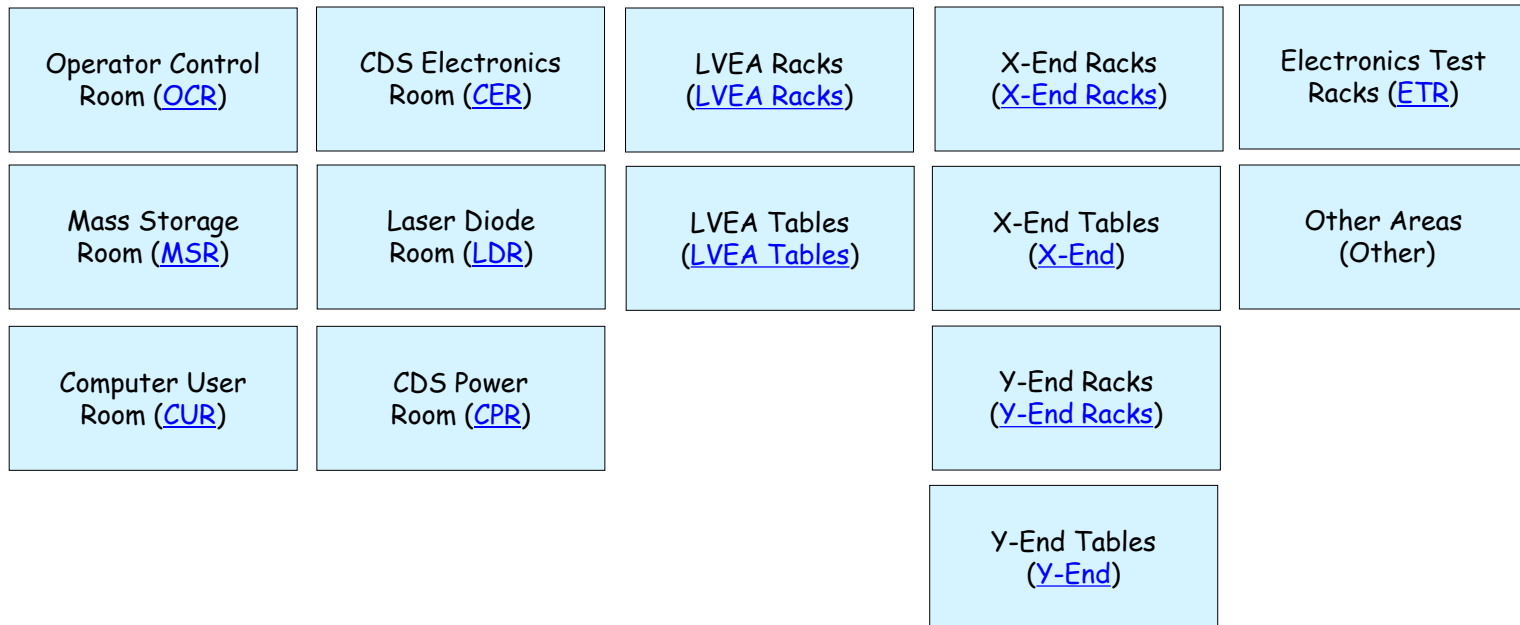 Operator Control
Room (OCR)
CDS Electronics
Room (CER)
LVEA Racks
(LVEA Racks)
X-End Racks
(X-End Racks)
Electronics Test
Racks (ETR)
Mass Storage
Room (MSR)
Laser Diode
Room (LDR)
LVEA Tables
(LVEA Tables)
X-End Tables
(X-End)
Other Areas
(Other)
Computer User
Room (CUR)
CDS Power
Room (CPR)
Y-End Racks
(Y-End Racks)
Y-End Tables
(Y-End)